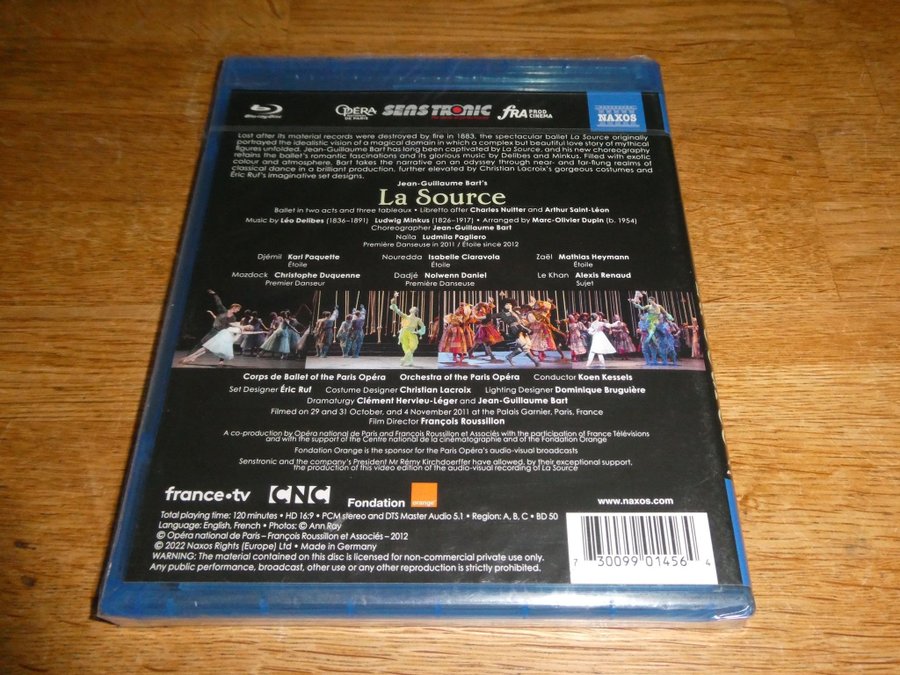 Blu-ray Disc
OPÉRA
DE PARIS
SENSTRONIC
fRA PROD
CINEMA
NAXOS
Lost after its material records were destroyed by fire in 1883, the spectacular ballet La Source originally
portrayed the idealistic vision of a magical domain in which a complex but beautiful love story of mythical
figures unfolded. Jean-Guillaume Bart has long been captivated by La Source, and his new choreography
retains the ballet's romantic fascinations and its glorious music by Delibes and Minkus. Filled with exotic
colour and atmosphere, Bart takes the narrative on an odyssey through near- and far-flung realms of
classical dance in a brilliant production, further elevated by Christian Lacroix's gorgeous costumes and
Éric Ruf's imaginative set designs.
Jean-Guillaume Bart's
La Source
Ballet in two acts and three tableaux • Libretto after Charles Nuitter and Arthur Saint-Léon
Music by Léo Delibes (1836–1891) Ludwig Minkus (1826–1917) • Arranged by Marc-Olivier Dupin (b. 1954)
Choreographer Jean-Guillaume Bart
Naïla Ludmila Pagliero
Première Danseuse in 2011 / Étoile since 2012
Djémil Karl Paquette Nouredda Isabelle Ciaravola Zaël Mathias Heymann
Étoile Étoile Étoile
Mozdock Christophe Duquenne Dadjé Nolwenn Daniel Le Khan Alexis Renaud
Premier Danseur Première Danseuse Sujet
Corps de Ballet of the Paris Opéra Orchestra of the Paris Opéra Conductor Koen Kessels
Set Designer Éric Ruf Costume Designer Christian Lacroix Lighting Designer Dominique Bruguière
Dramaturgy Clément Hervieu-Léger and Jean-Guillaume Bart
Filmed on 29 and 31 October, and 4 November 2011 at the Palais Garnier, Paris, France
Film Director François Roussillon
A co-production by Opéra national de Paris and François Roussillon et Associés with the participation of France Télévisions
and with the support of the Centre national de la cinématographie and of the Fondation Orange
Fondation Orange is the sponsor for the Paris Opéra's audio-visual broadcasts
Senstronic and the company's President Mr Rémy Kirchdoerffer have allowed, by their exceptional support,
the production of this video edition of the audio-visual recording of La Source
france•tv CNC Fondation orange™
www.naxos.com
Total playing time: 120 minutes • HD 16:9 • PCM stereo and DTS Master Audio 5.1 • Region: A, B, C • BD 50
Language: English, French • Photos: © Ann Ray
℗ Opéra national de Paris – François Roussillon et Associés – 2012
© 2022 Naxos Rights (Europe) Ltd • Made in Germany
WARNING: The material contained on this disc is licensed for non-commercial private use only.
Any public performance, broadcast, other use or any other reproduction is strictly prohibited.
7 30099 01456 4